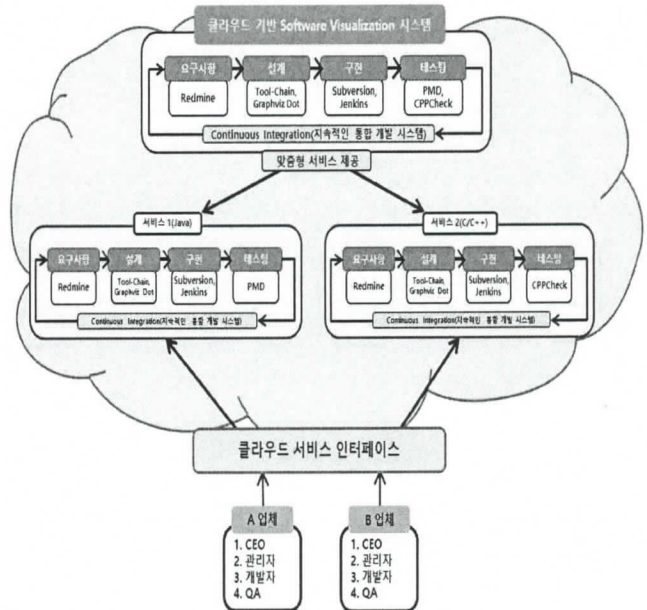 클라우드 기반 Software Visualization 시스템
요구사항
설계
구현
테스팅
Redmine
Tool-Chain,
Graphviz Dot
Subversion,
Jenkins
PMD,
CPPCheck
Continuous Integration(지속적인 통합 개발 시스템)
맞춤형 서비스 제공
서비스 1(Java)
요구사항
설계
구현
테스팅
Redmine
Tool-Chain,
Graphviz Dot
Subversion,
Jenkins
PMD
Continuous Integration(지속적인 통합 개발 시스템)
서비스 2(C/C++)
요구사항
설계
구현
테스팅
Redmine
Tool-Chain,
Graphviz Dot
Subversion,
Jenkins
CPPCheck
Continuous Integration(지속적인 통합 개발 시스템)
클라우드 서비스 인터페이스
A 업체
1. CEO
2. 관리자
3. 개발자
4. QA
B 업체
1. CEO
2. 관리자
3. 개발자
4. QA